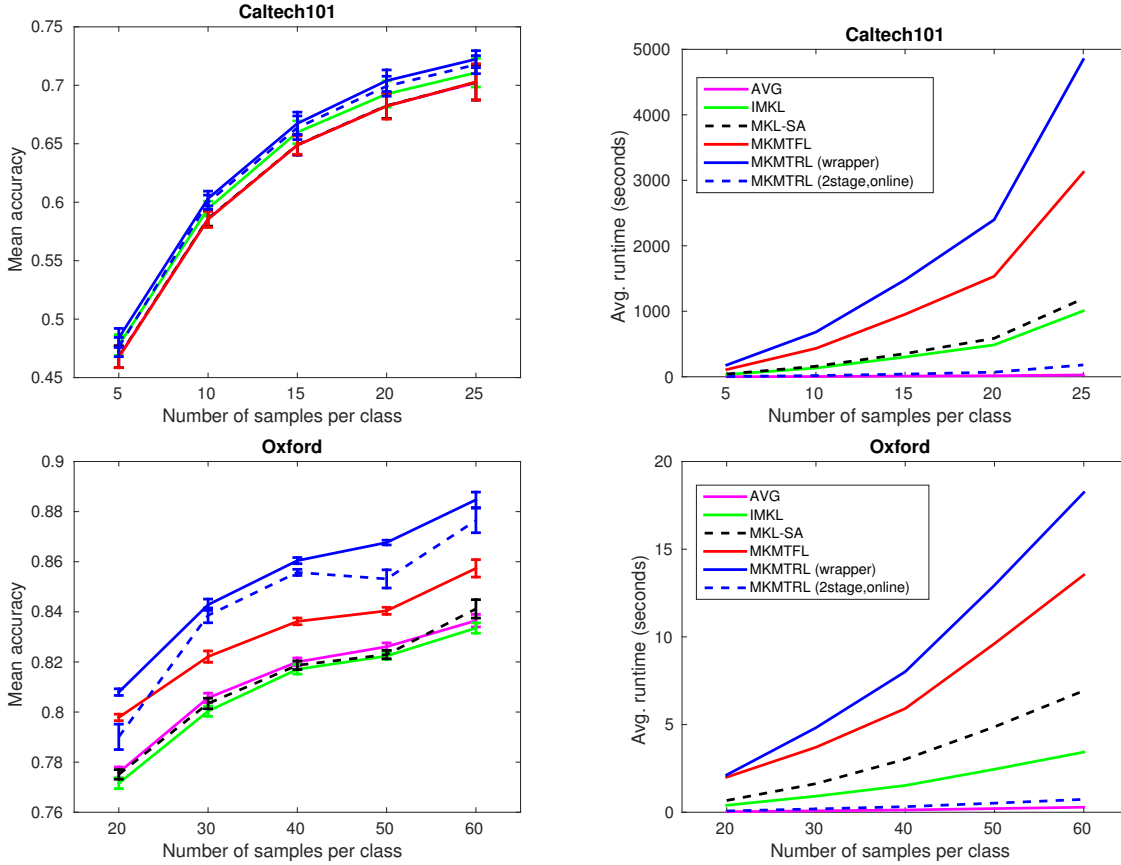 Caltech101
Mean accuracy
0.75
0.7
0.65
0.6
0.55
0.5
0.45
5 10 15 20 25
Number of samples per class
Caltech101
Avg. runtime (seconds)
5000
4000
3000
2000
1000
0
AVG
IMKL
MKL-SA
MKMTFL
MKMTRL (wrapper)
MKMTRL (2stage,online)
5 10 15 20 25
Number of samples per class
Oxford
Mean accuracy
0.9
0.88
0.86
0.84
0.82
0.8
0.78
0.76
20 30 40 50 60
Number of samples per class
Oxford
Avg. runtime (seconds)
20
15
10
5
0
AVG
IMKL
MKL-SA
MKMTFL
MKMTRL (wrapper)
MKMTRL (2stage,online)
20 30 40 50 60
Number of samples per class